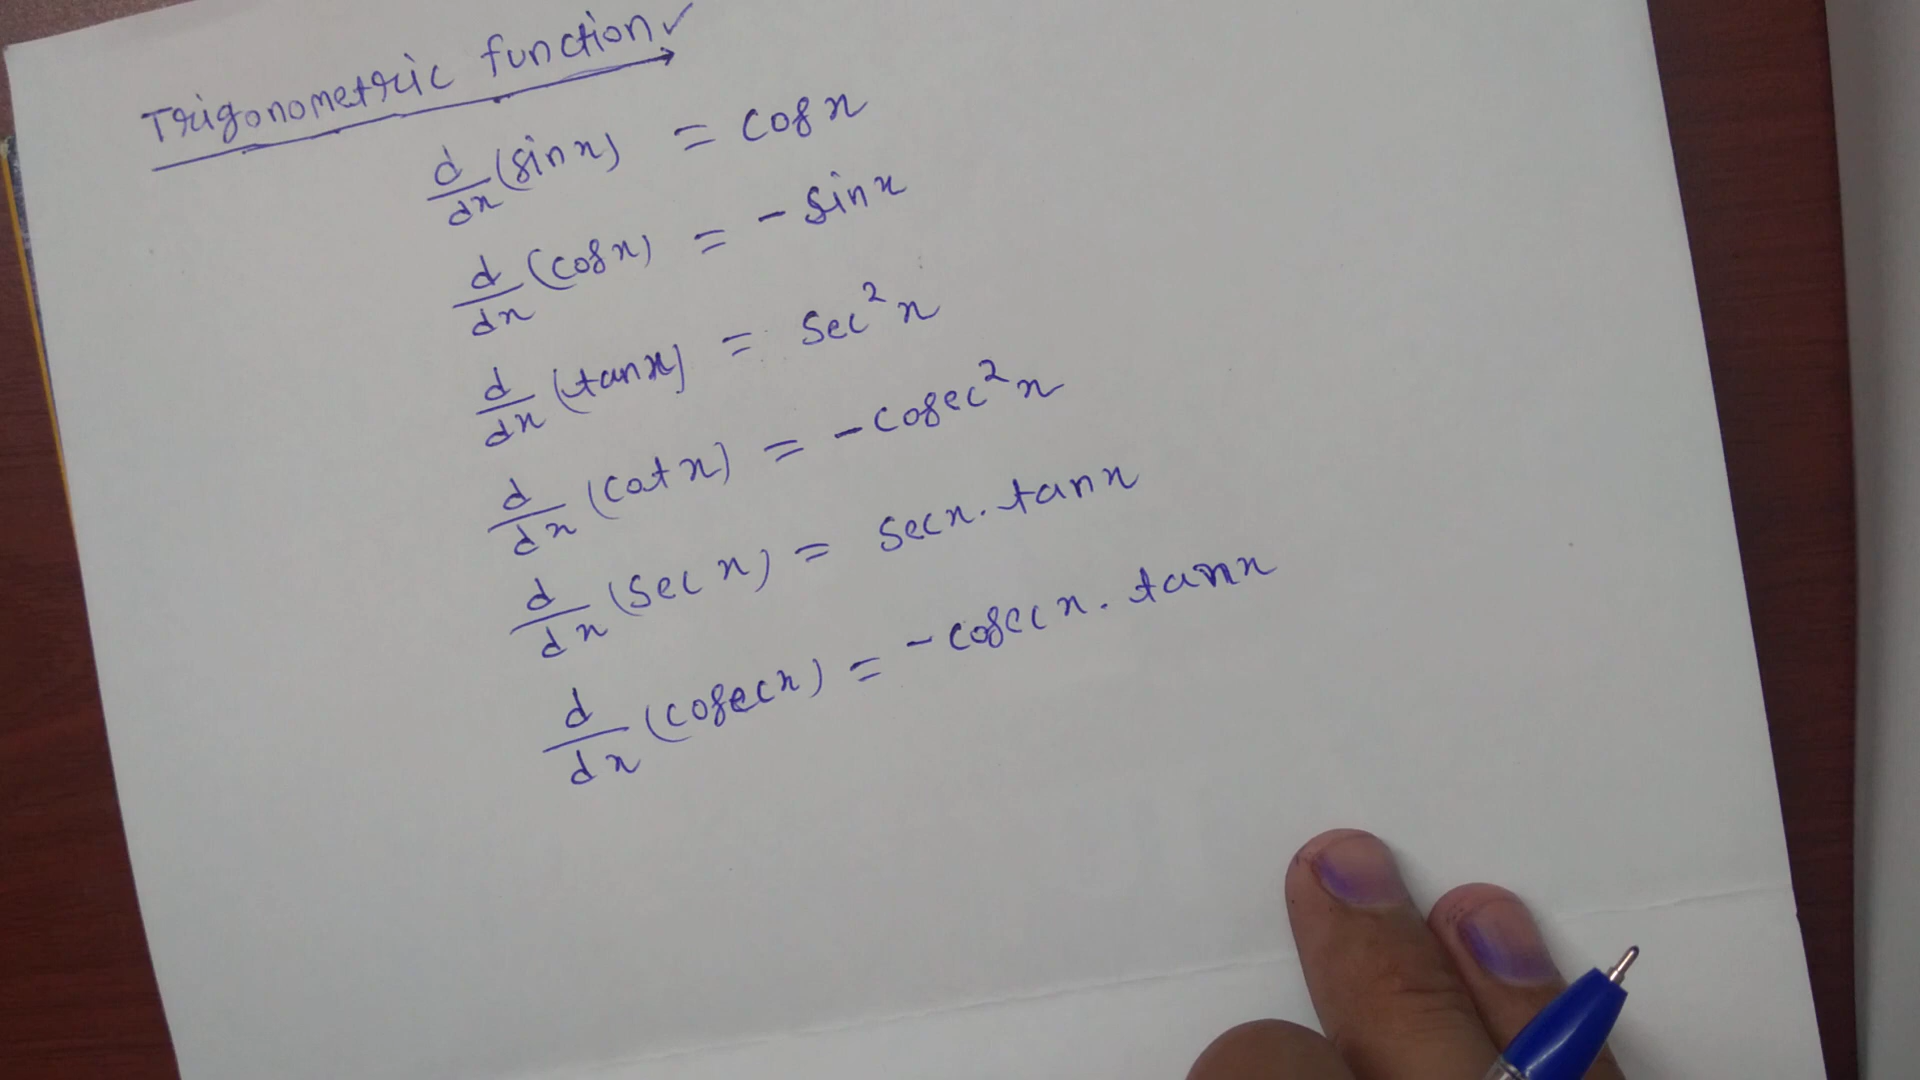 Trigonometric function ✓
d/dx (sin x) = cos x
d/dx (cos x) = - sin x
d/dx (tan x) = sec² x
d/dx (cot x) = - cosec² x
d/dx (sec x) = sec x . tan x
d/dx (cosec x) = - cosec x . tan x